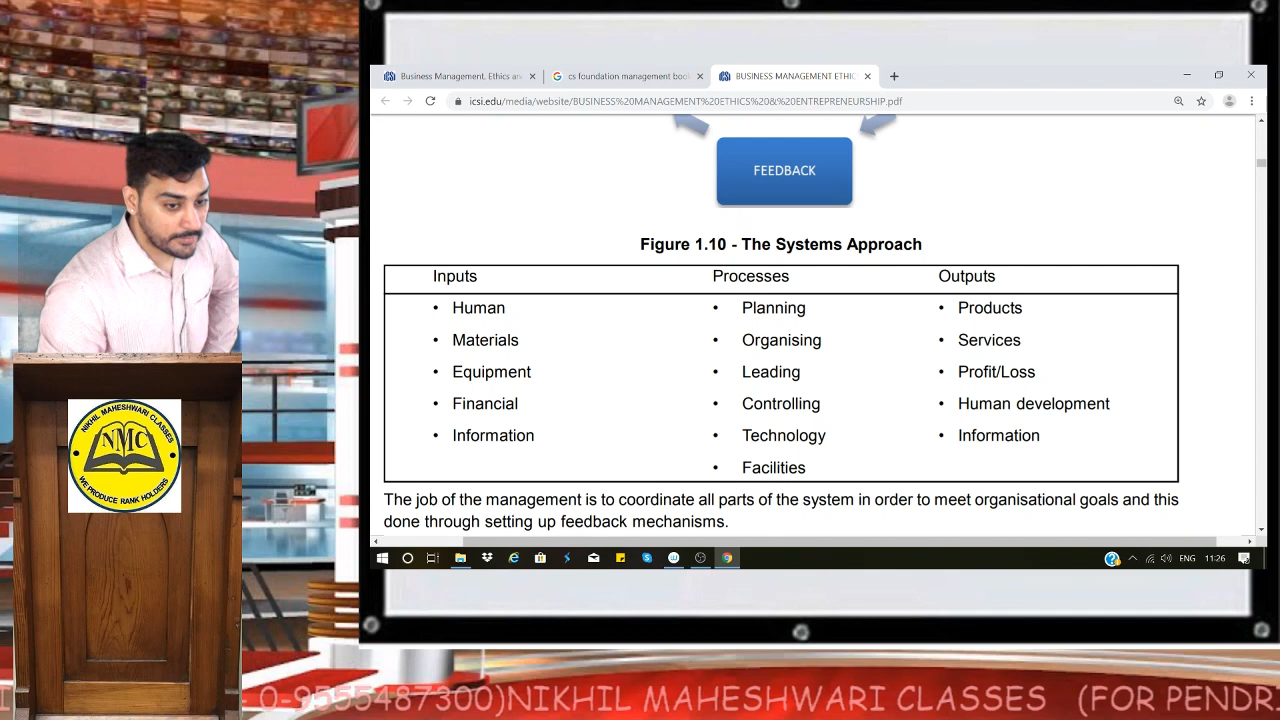 Business Management, Ethics an
cs foundation management boo
BUSINESS MANAGEMENT ETHIC
icsi.edu/media/website/BUSINESS%20MANAGEMENT%20ETHICS%20&%20ENTREPRENEURSHIP.pdf
FEEDBACK
Figure 1.10 - The Systems Approach
Inputs Processes Outputs
• Human • Planning • Products
• Materials • Organising • Services
• Equipment • Leading • Profit/Loss
• Financial • Controlling • Human development
• Information • Technology • Information
• Facilities
The job of the management is to coordinate all parts of the system in order to meet organisational goals and this
done through setting up feedback mechanisms.
ENG 11:26
NIKHIL MAHESHWARI CLASSES
NMC
WE PRODUCE RANK HOLDERS
- 0-9555487300)NIKHIL MAHESHWARI CLASSES (FOR PENDR